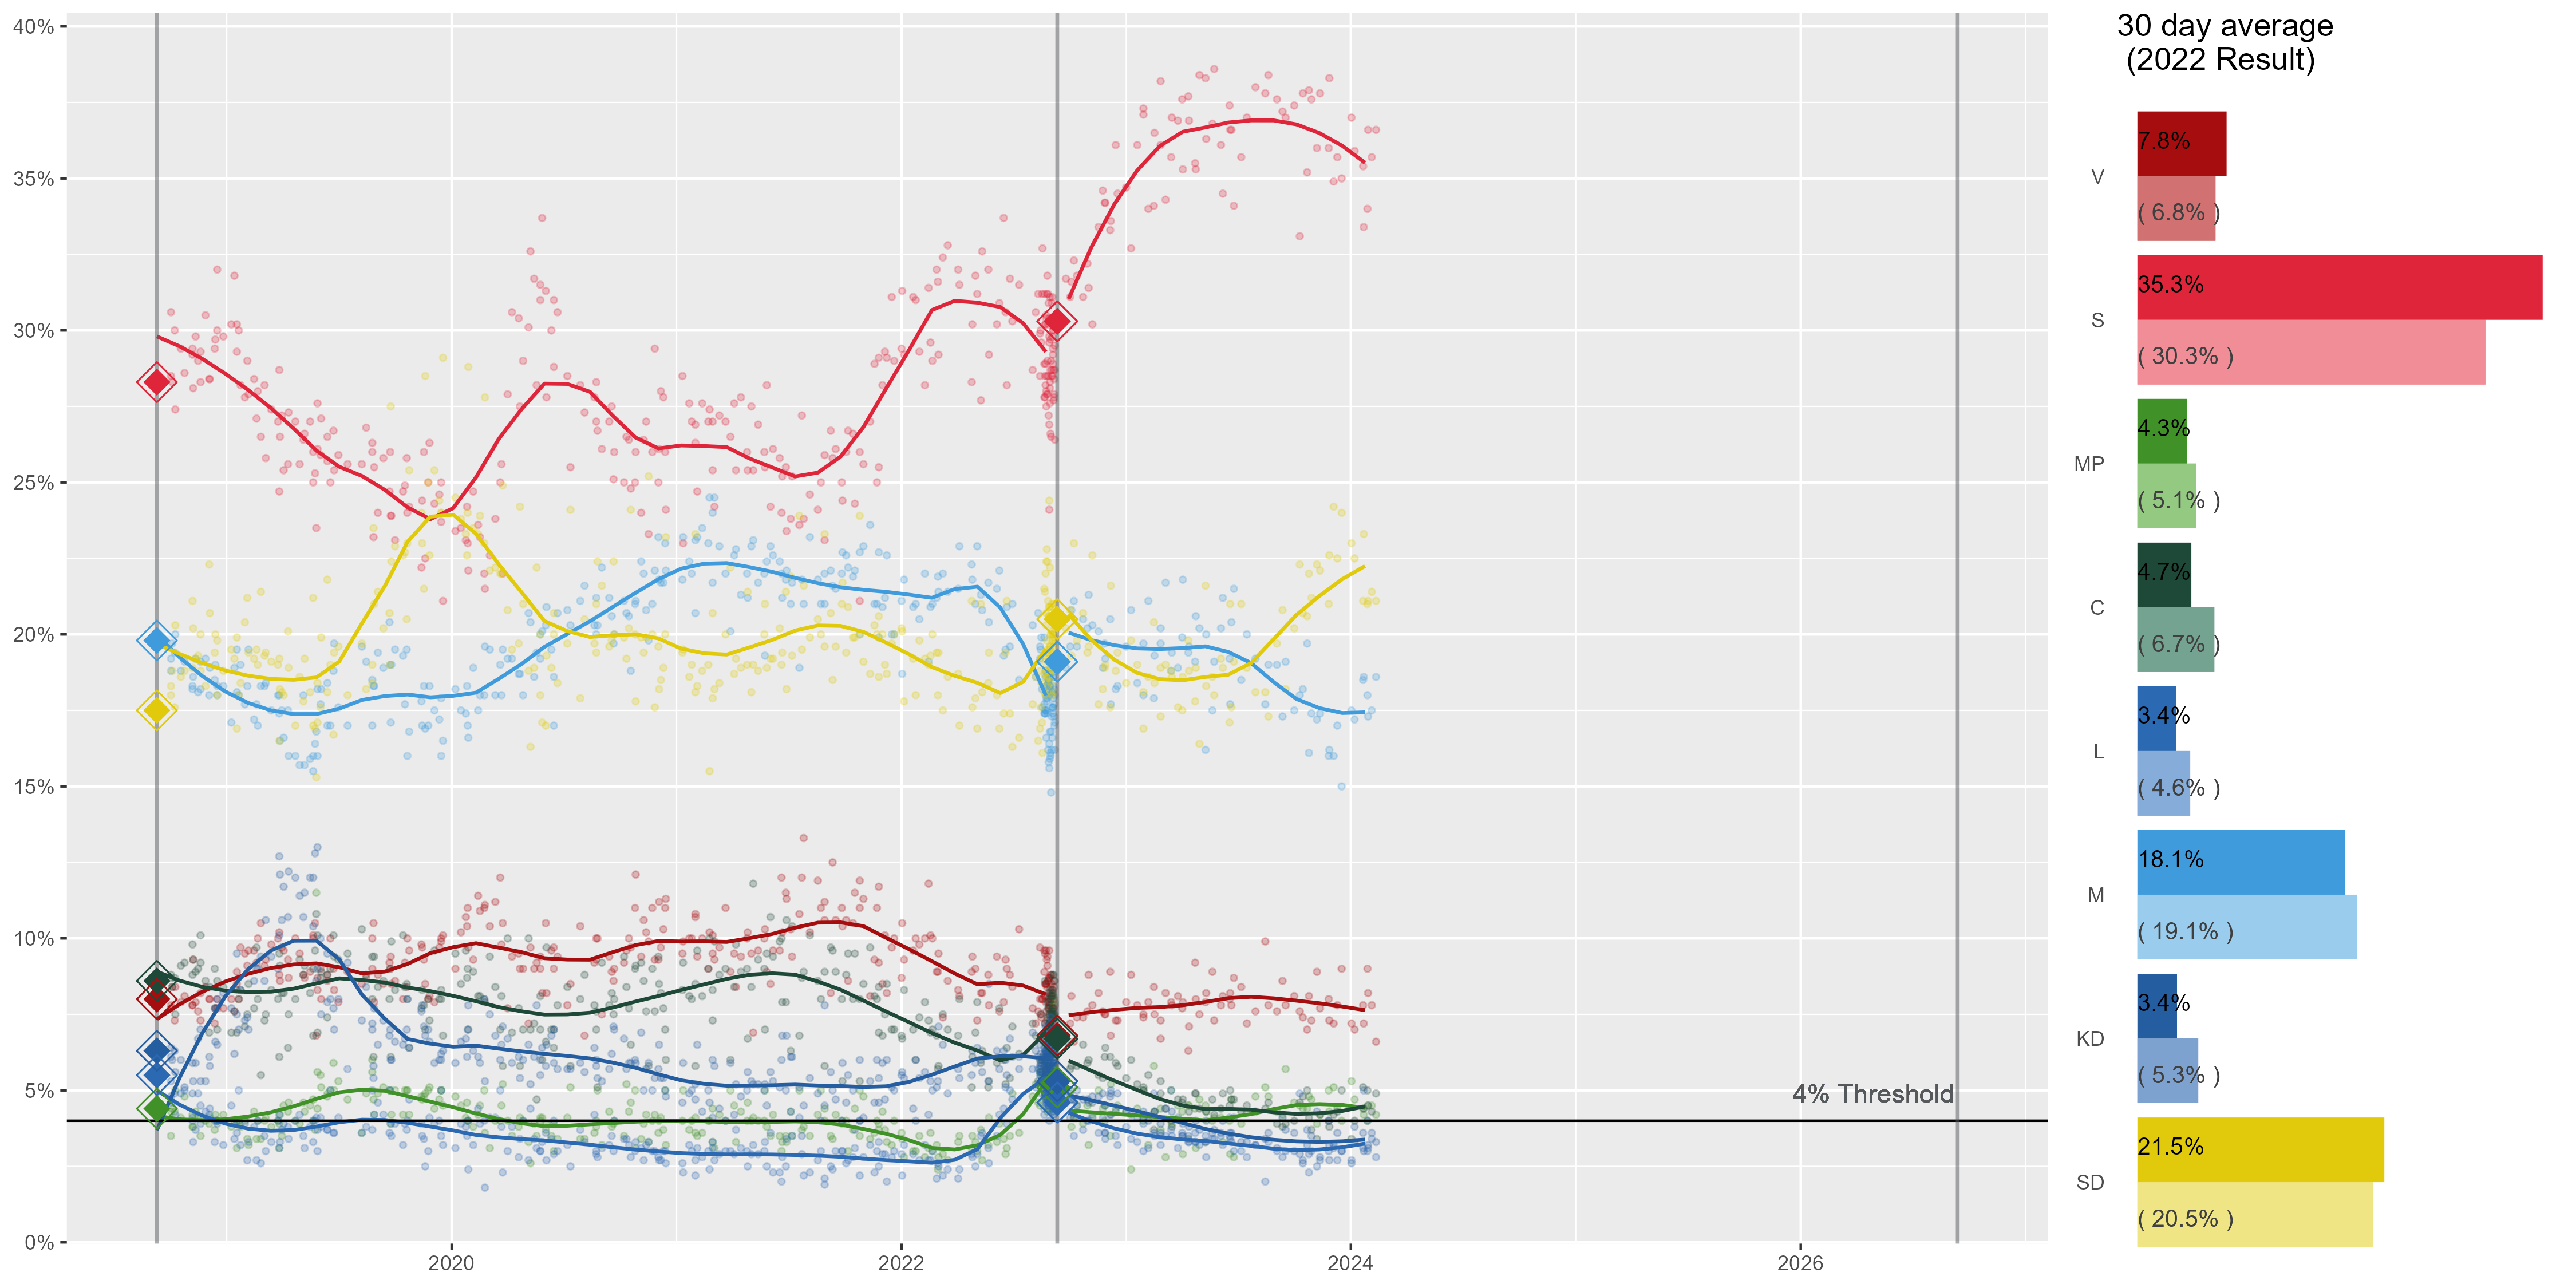 40%
35%
30%
25%
20%
15%
10%
5%
0%
2020
2022
2024
2026
4% Threshold
30 day average
(2022 Result)
V
7.8%
( 6.8% )
S
35.3%
( 30.3% )
MP
4.3%
( 5.1% )
C
4.7%
( 6.7% )
L
3.4%
( 4.6% )
M
18.1%
( 19.1% )
KD
3.4%
( 5.3% )
SD
21.5%
( 20.5% )